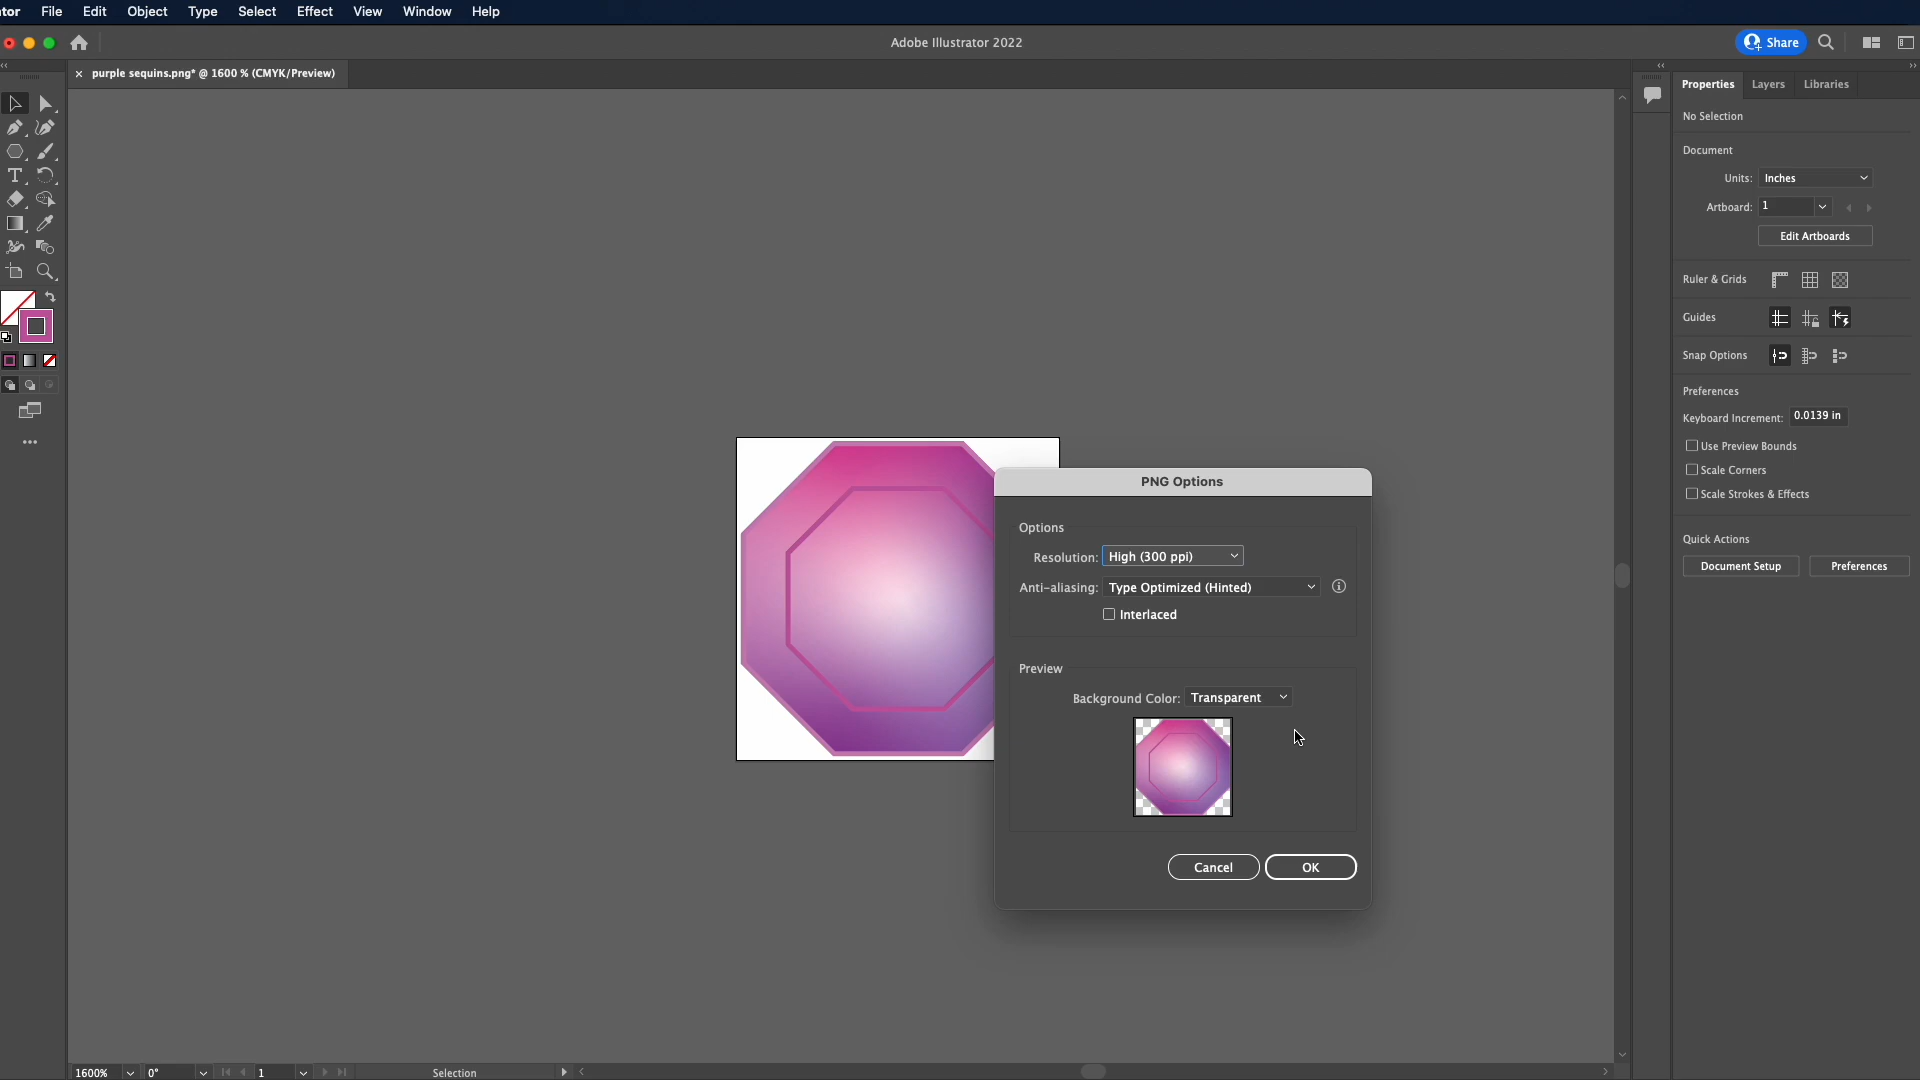 tor File Edit Object Type Select Effect View Window Help
Adobe Illustrator 2022
Share
purple sequins.png* @ 1600 % (CMYK/Preview)
Properties Layers Libraries
No Selection
Document
Units: Inches
Artboard: 1
Edit Artboards
Ruler & Grids
Guides
Snap Options
Preferences
Keyboard Increment: 0.0139 in
Use Preview Bounds
Scale Corners
Scale Strokes & Effects
Quick Actions
Document Setup Preferences
PNG Options
Options
Resolution: High (300 ppi)
Anti-aliasing: Type Optimized (Hinted)
Interlaced
Preview
Background Color: Transparent
Cancel OK
1600% 0° 1 Selection